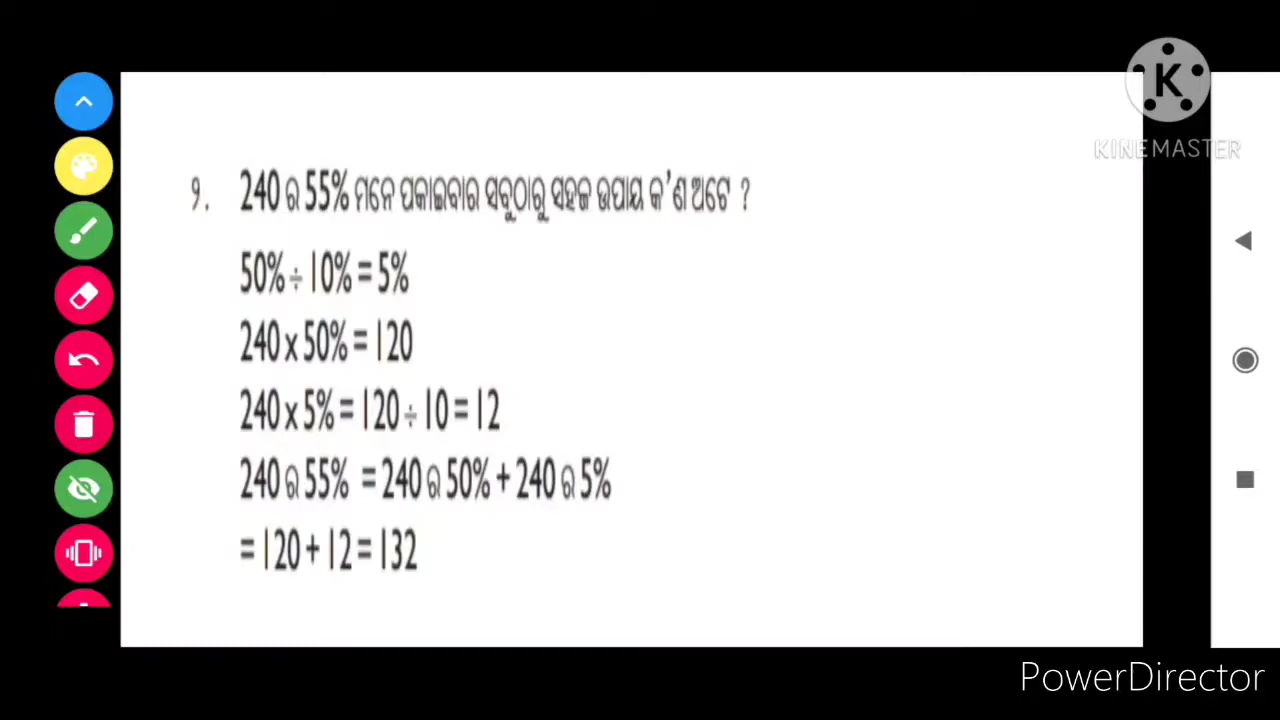 K
KINEMASTER
୨. 240 ର 55% ମନେ ପକାଇବାର ସବୁଠାରୁ ସହଜ ଉପାୟ କ'ଣ ଅଟେ ?
50% ÷ 10% = 5%
240 x 50% = 120
240 x 5% = 120 ÷ 10 = 12
240 ର 55% = 240 ର 50% + 240 ର 5%
= 120 + 12 = 132
PowerDirector